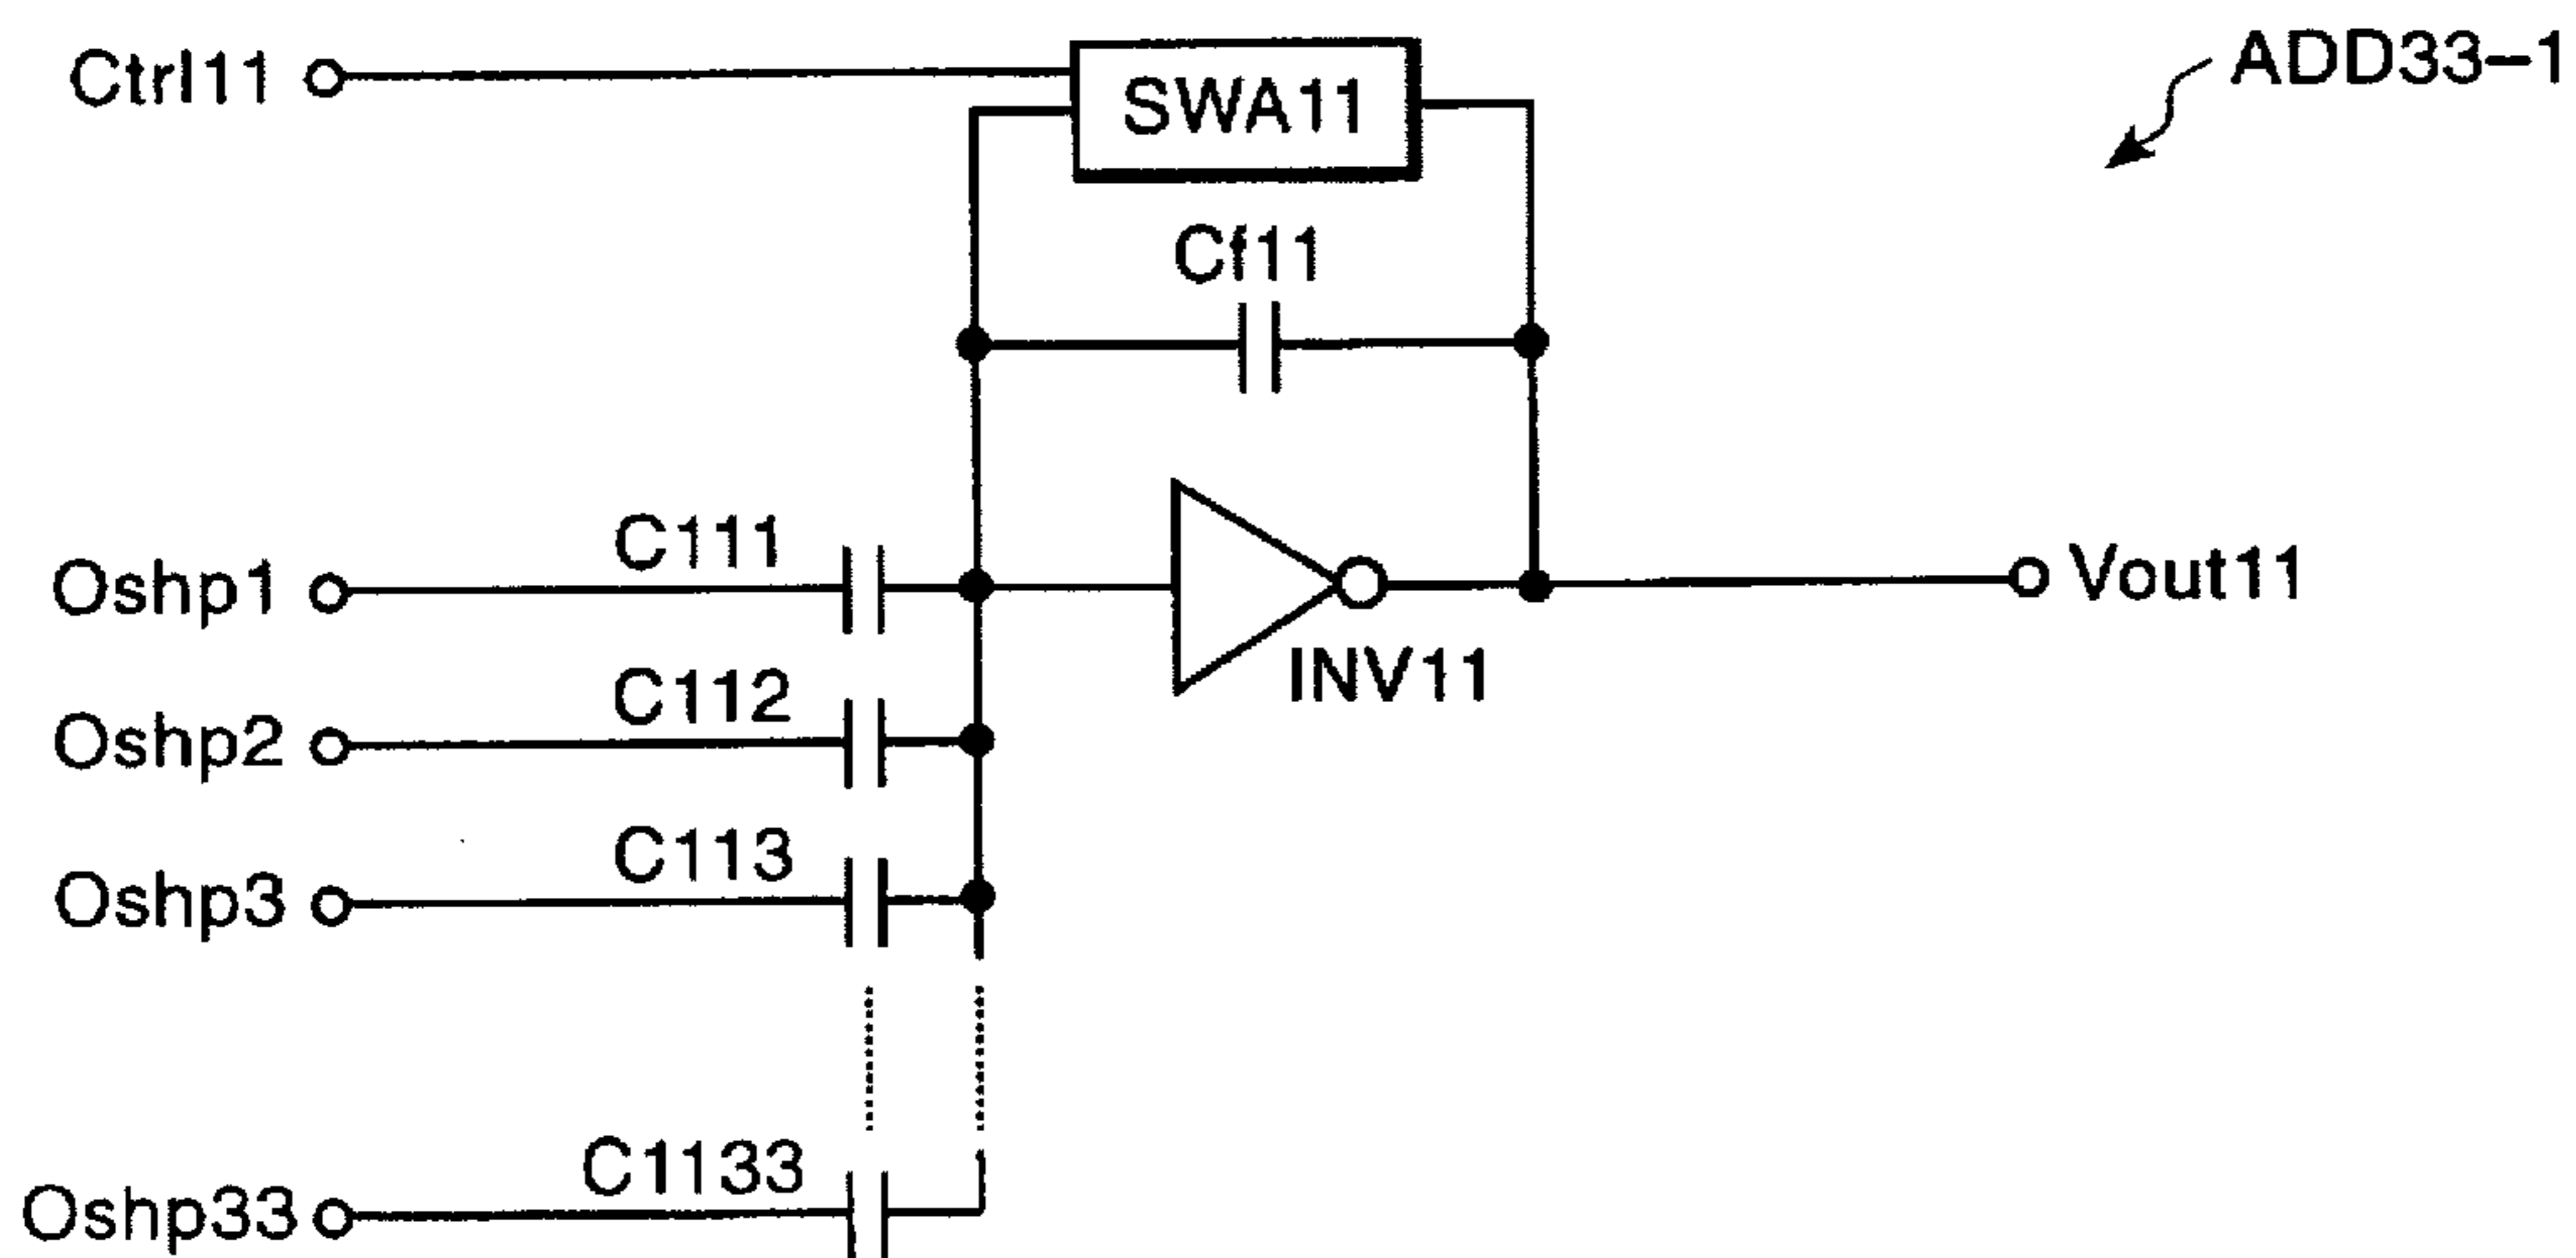 Ctrl11
SWA11
ADD33-1
Cf11
C111
Oshp1
Vout11
INV11
C112
Oshp2
C113
Oshp3
C1133
Oshp33